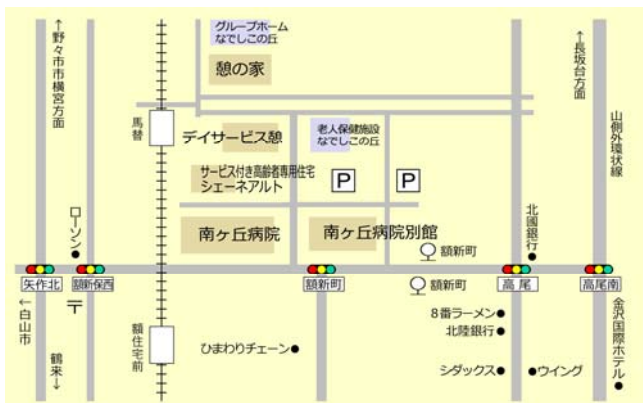 ↑野々市市横宮方面
グループホーム
なでしこの丘
憩の家
↑長坂台方面
山側外環状線
馬替
デイサービス憩
老人保健施設
なでしこの丘
サービス付き高齢者専用住宅
シェーネアルト
P
P
ローソン
南ヶ丘病院
南ヶ丘病院別館
額新町
北國銀行
矢作北
額新保西
額新町
額新町
高尾
高尾南
←白山市
〒
鶴来→
額住宅前
ひまわりチェーン
8番ラーメン
北陸銀行
シダックス
ウイング
金沢国際ホテル